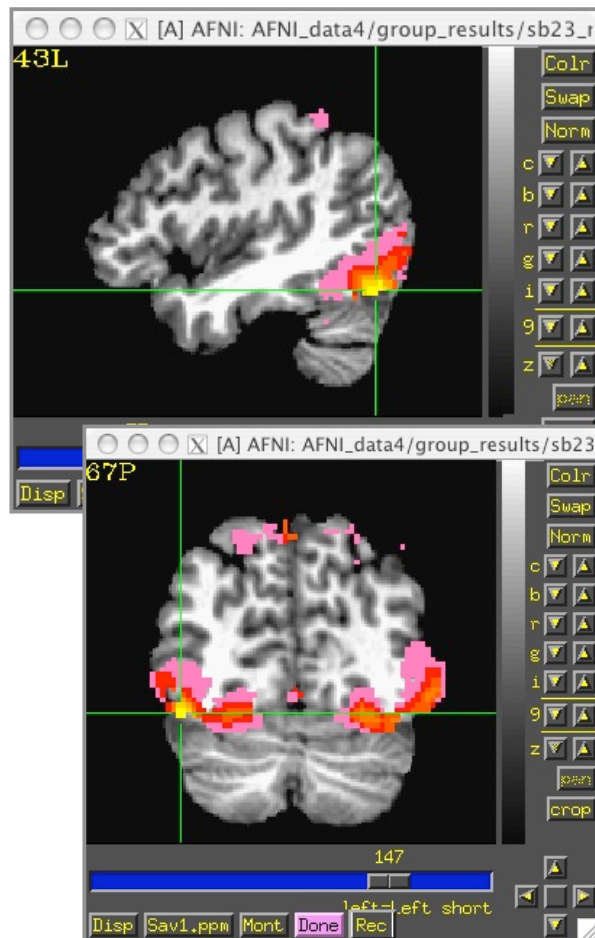 X [A] AFNI: AFNI_data4/group_results/sb23_r
43L
Colr
Swap
Norm
c
b
r
g
i
9
z
pan
Disp
X [A] AFNI: AFNI_data4/group_results/sb23
67P
Colr
Swap
Norm
c
b
r
g
i
9
z
pan
crop
147
left=Left short
Disp Sav1.ppm Mont Done Rec